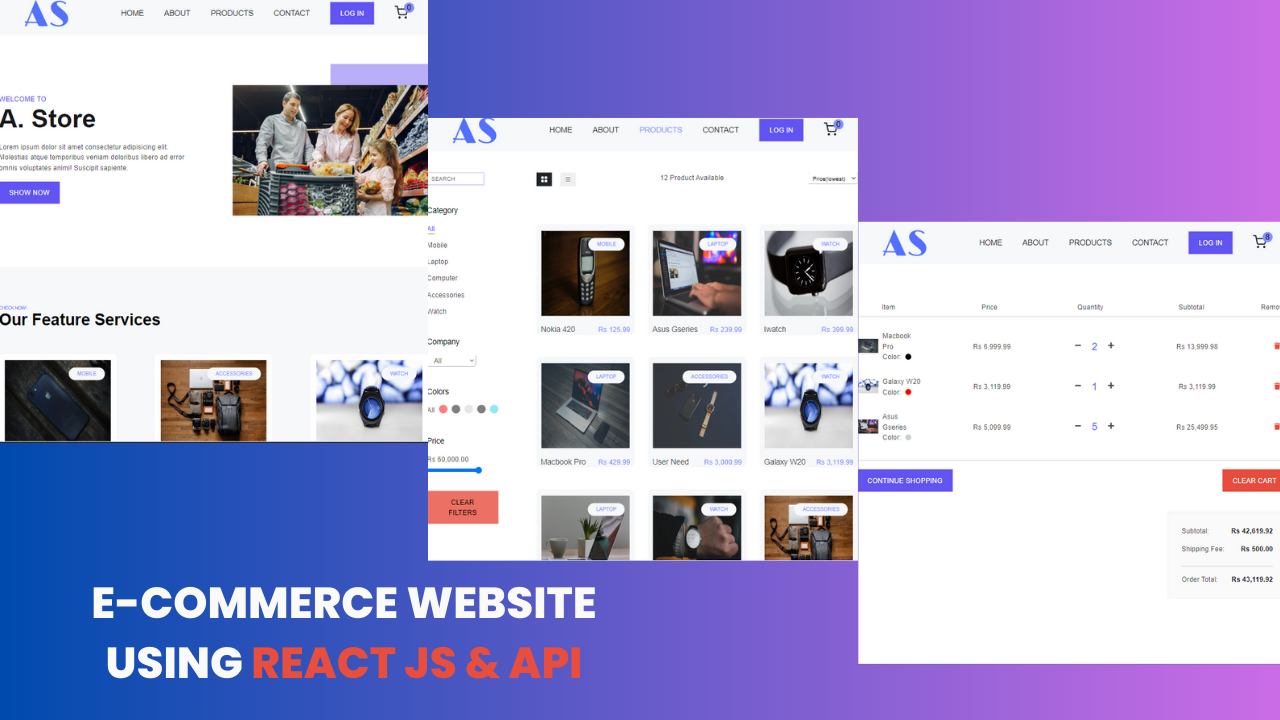 AS
HOME ABOUT PRODUCTS CONTACT LOG IN 0
WELCOME TO
A. Store
Lorem ipsum dolor sit amet consectetur adipisicing elit.
Molestias atque temporibus veniam doloribus libero ad error
omnis voluptates animi! Suscipit sapiente.
SHOW NOW
CHECK NOW!
Our Feature Services
MOBILE
ACCESSORIES
WATCH
AS
HOME ABOUT PRODUCTS CONTACT LOG IN 0
SEARCH
12 Product Available
Price(lowest)
Category
All
Mobile
Laptop
Computer
Accessories
Watch
Company
All
Colors
All
Price
Rs 60,000.00
CLEAR
FILTERS
MOBILE
LAPTOP
WATCH
Nokia 420 Rs 125.99
Asus Gseries Rs 239.99
Iwatch Rs 399.99
LAPTOP
ACCESSORIES
WATCH
Macbook Pro Rs 429.99
User Need Rs 3,099.99
Galaxy W20 Rs 3,119.99
LAPTOP
WATCH
ACCESSORIES
AS
HOME ABOUT PRODUCTS CONTACT LOG IN 8
Item Price Quantity Subtotal Remo
Macbook
Pro
Color:
Rs 6,999.99 − 2 + Rs 13,999.98
Galaxy W20
Color:
Rs 3,119.99 − 1 + Rs 3,119.99
Asus
Gseries
Color:
Rs 5,099.99 − 5 + Rs 25,499.95
CONTINUE SHOPPING
CLEAR CART
Subtotal: Rs 42,619.92
Shipping Fee: Rs 500.00
Order Total: Rs 43,119.92
E-COMMERCE WEBSITE
USING REACT JS & API